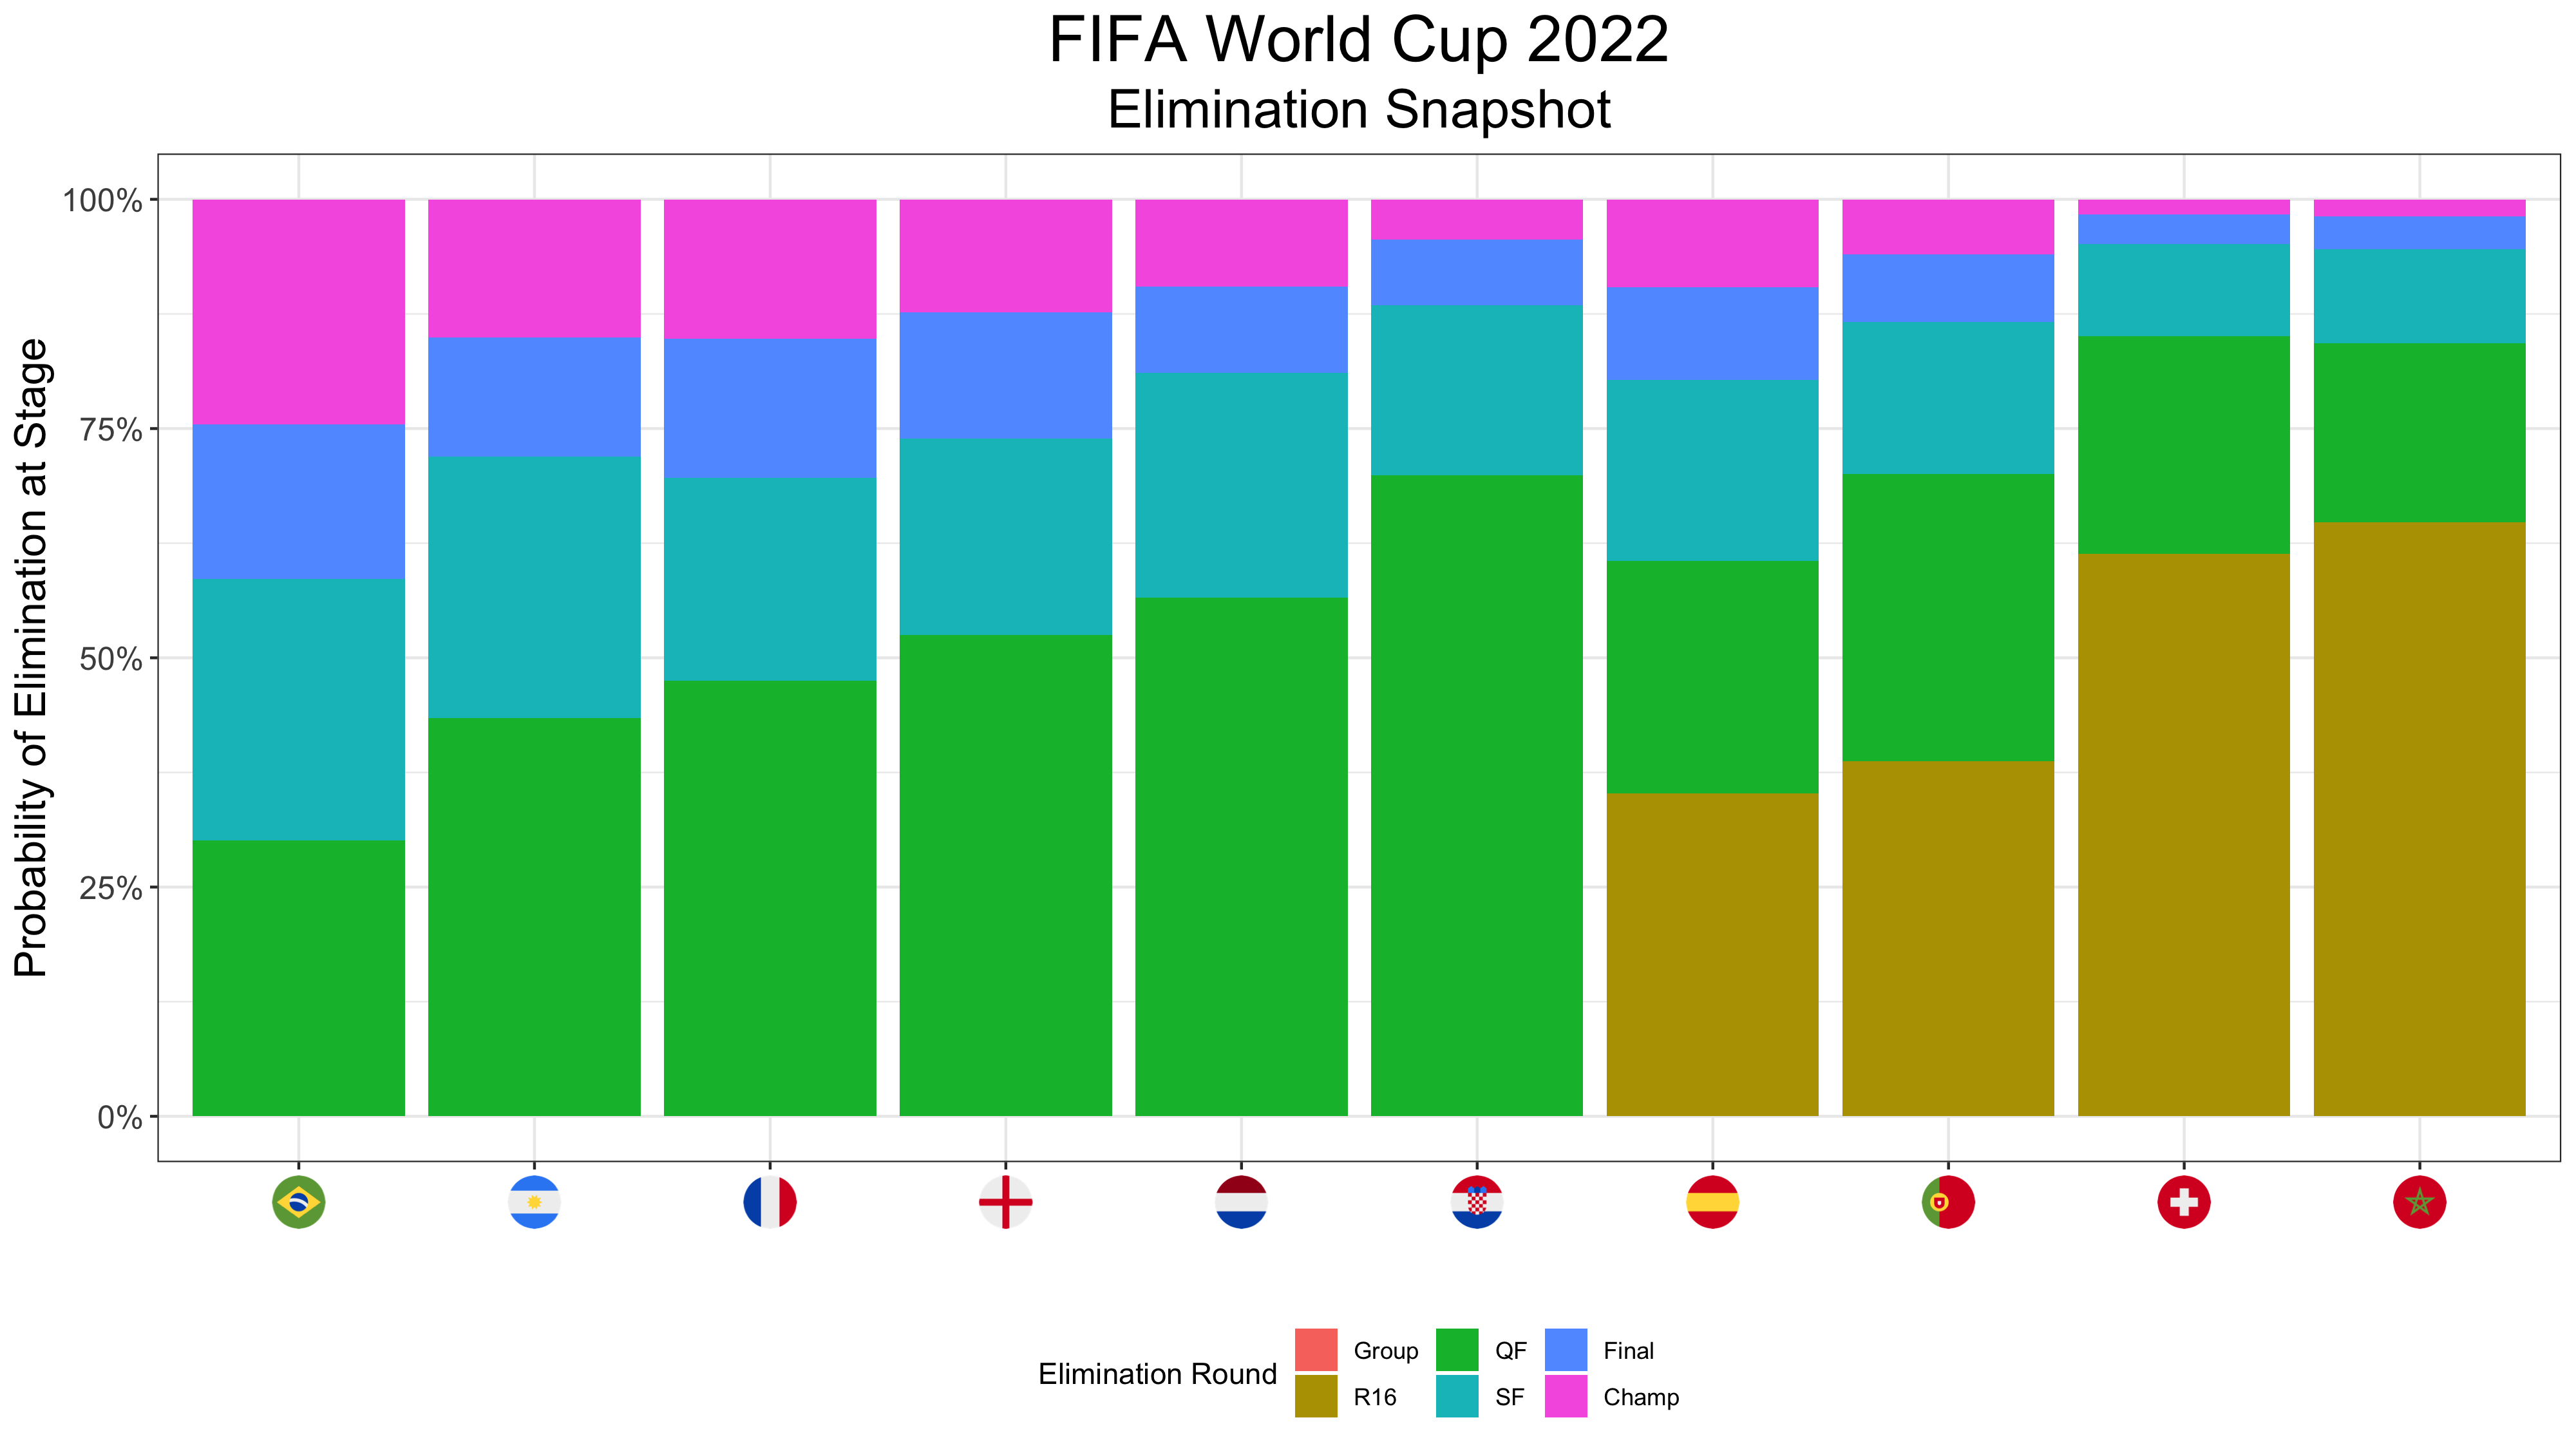 FIFA World Cup 2022
Elimination Snapshot
Probability of Elimination at Stage
100%
75%
50%
25%
0%
Elimination Round
Group
QF
Final
R16
SF
Champ